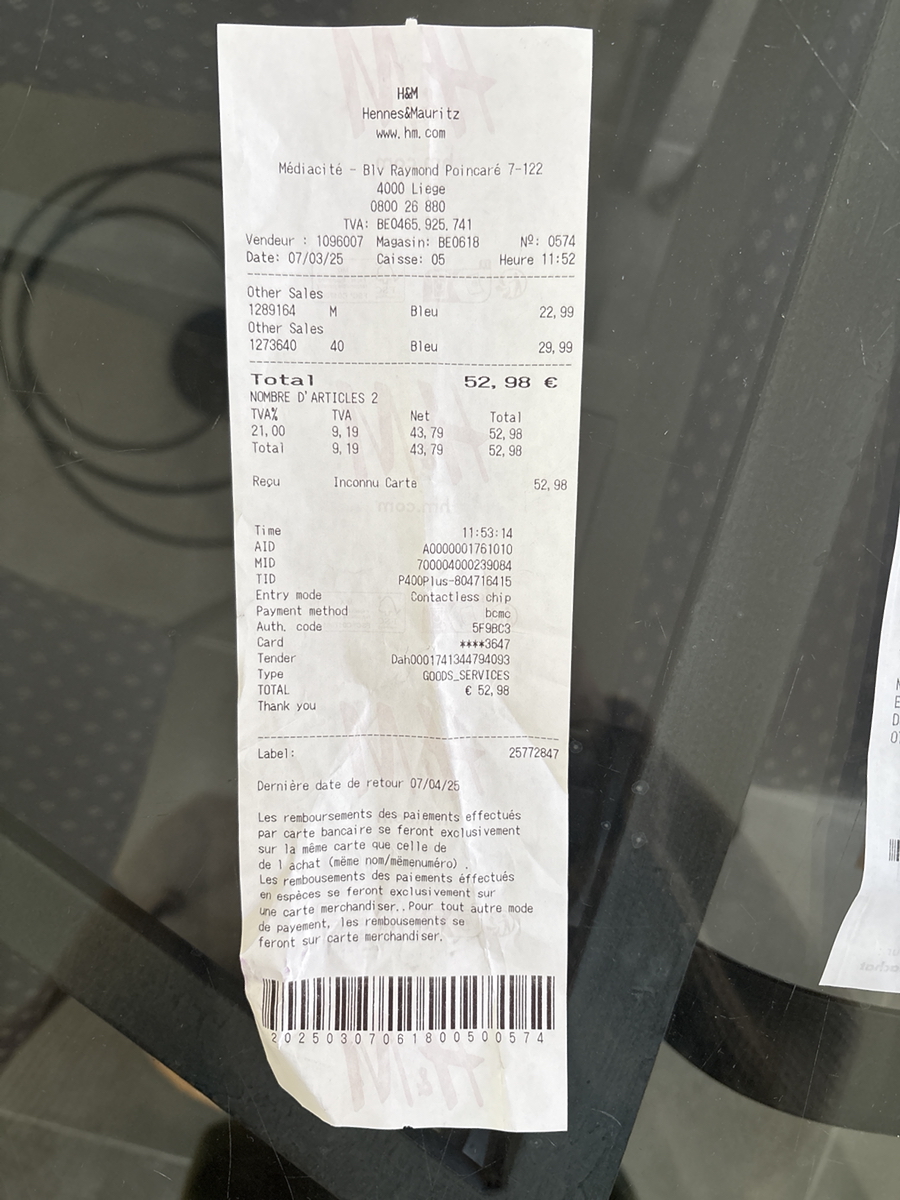 H&M
Hennes&Mauritz
www.hm.com
Médiacité - Blv Raymond Poincaré 7-122
4000 Liège
0800 26 880
TVA: BE0465.925.741
Vendeur : 1096007 Magasin: BE0618 Nº: 0574
Date: 07/03/25 Caisse: 05 Heure 11:52
Other Sales
1289164 M Bleu 22,99
Other Sales
1273640 40 Bleu 29,99
Total 52,98 €
NOMBRE D'ARTICLES 2
TVA% TVA Net Total
21,00 9,19 43,79 52,98
Total 9,19 43,79 52,98
Reçu Inconnu Carte 52,98
Time 11:53:14
AID A0000001761010
MID 700004000239084
TID P400Plus-804716415
Entry mode Contactless chip
Payment method bcmc
Auth. code 5F9BC3
Card ****3647
Tender Dah0001741344794093
Type GOODS_SERVICES
TOTAL € 52,98
Thank you
Label: 25772847
Dernière date de retour 07/04/25
Les remboursements des paiements effectués
par carte bancaire se feront exclusivement
sur la même carte que celle de
de l achat (même nom/mêmenuméro) .
Les rembousements des paiements éffectués
en espèces se feront exclusivement sur
une carte merchandiser..Pour tout autre mode
de payement, les rembousements se
feront sur carte merchandiser.
2025030706180050​0574